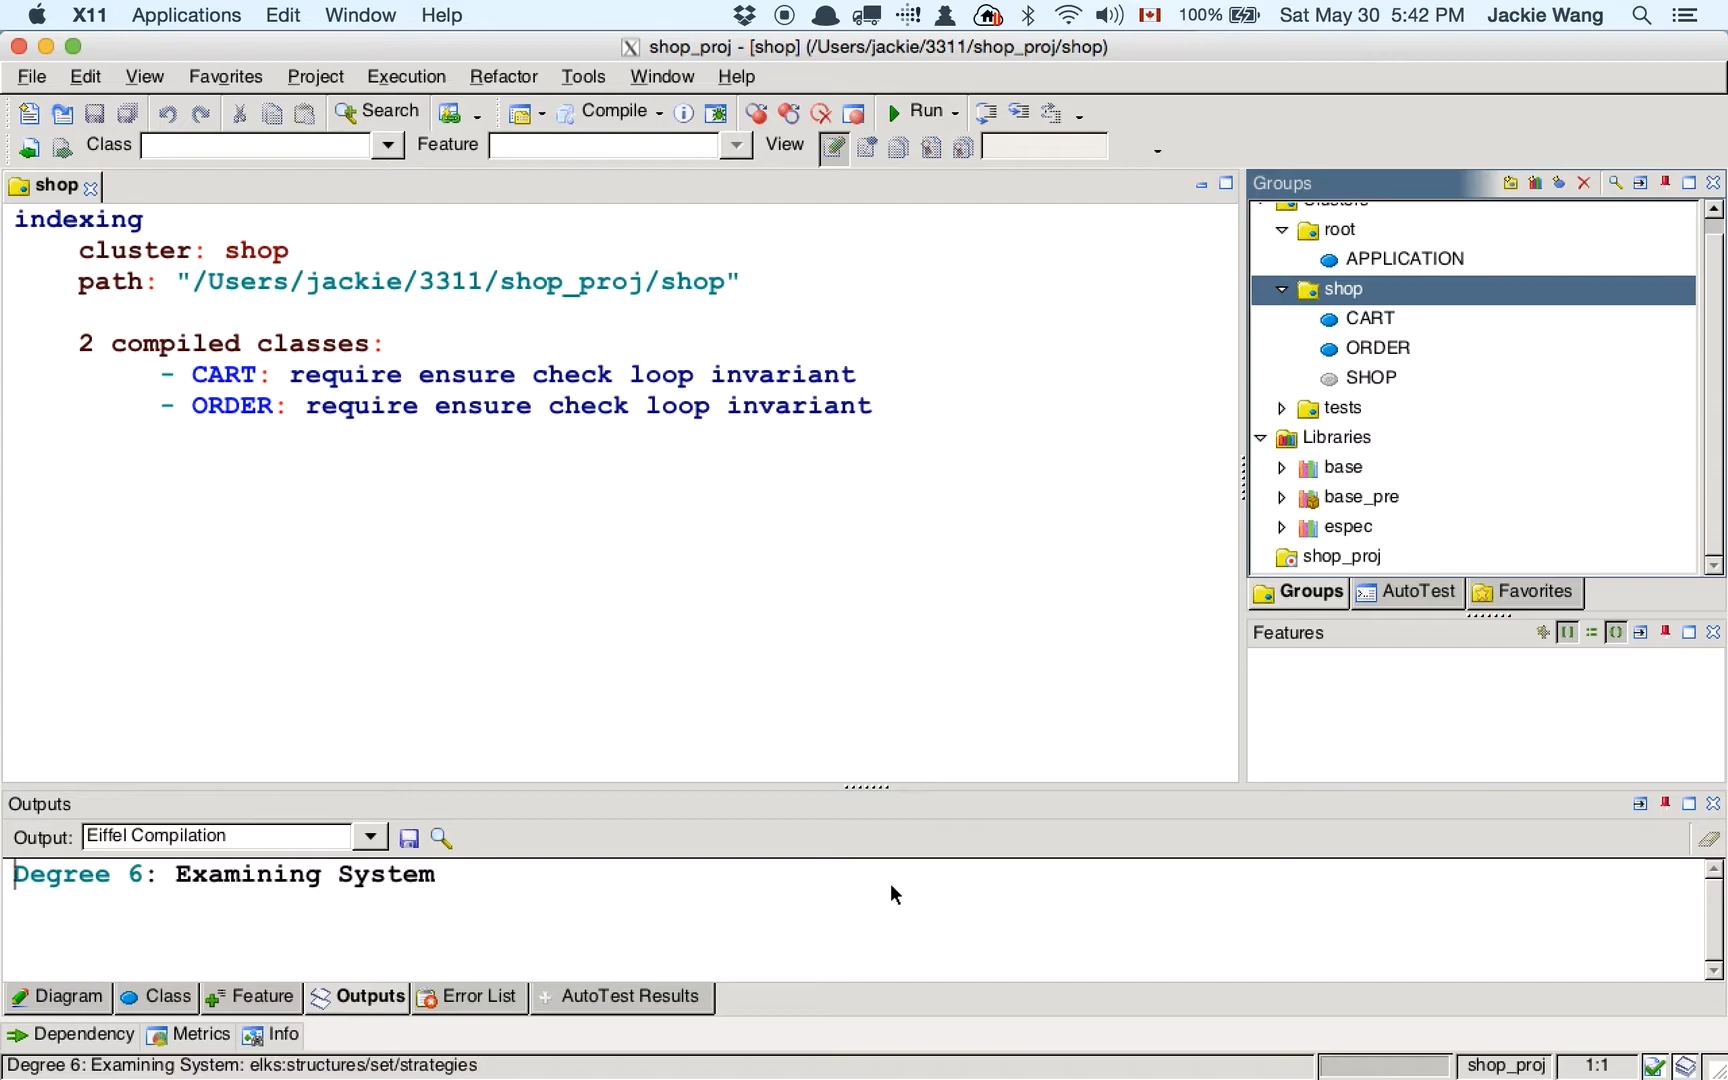 X11 Applications Edit Window Help 100% Sat May 30 5:42 PM Jackie Wang
shop_proj - [shop] (/Users/jackie/3311/shop_proj/shop)
File Edit View Favorites Project Execution Refactor Tools Window Help
Search Compile Run
Class Feature View
shop
Groups
indexing
cluster: shop
path: "/Users/jackie/3311/shop_proj/shop"
2 compiled classes:
- CART: require ensure check loop invariant
- ORDER: require ensure check loop invariant
Clusters
root
APPLICATION
shop
CART
ORDER
SHOP
tests
Libraries
base
base_pre
espec
shop_proj
Groups AutoTest Favorites
Features
Outputs
Output: Eiffel Compilation
Degree 6: Examining System
Diagram Class Feature Outputs Error List AutoTest Results
Dependency Metrics Info
Degree 6: Examining System: elks:structures/set/strategies shop_proj 1:1